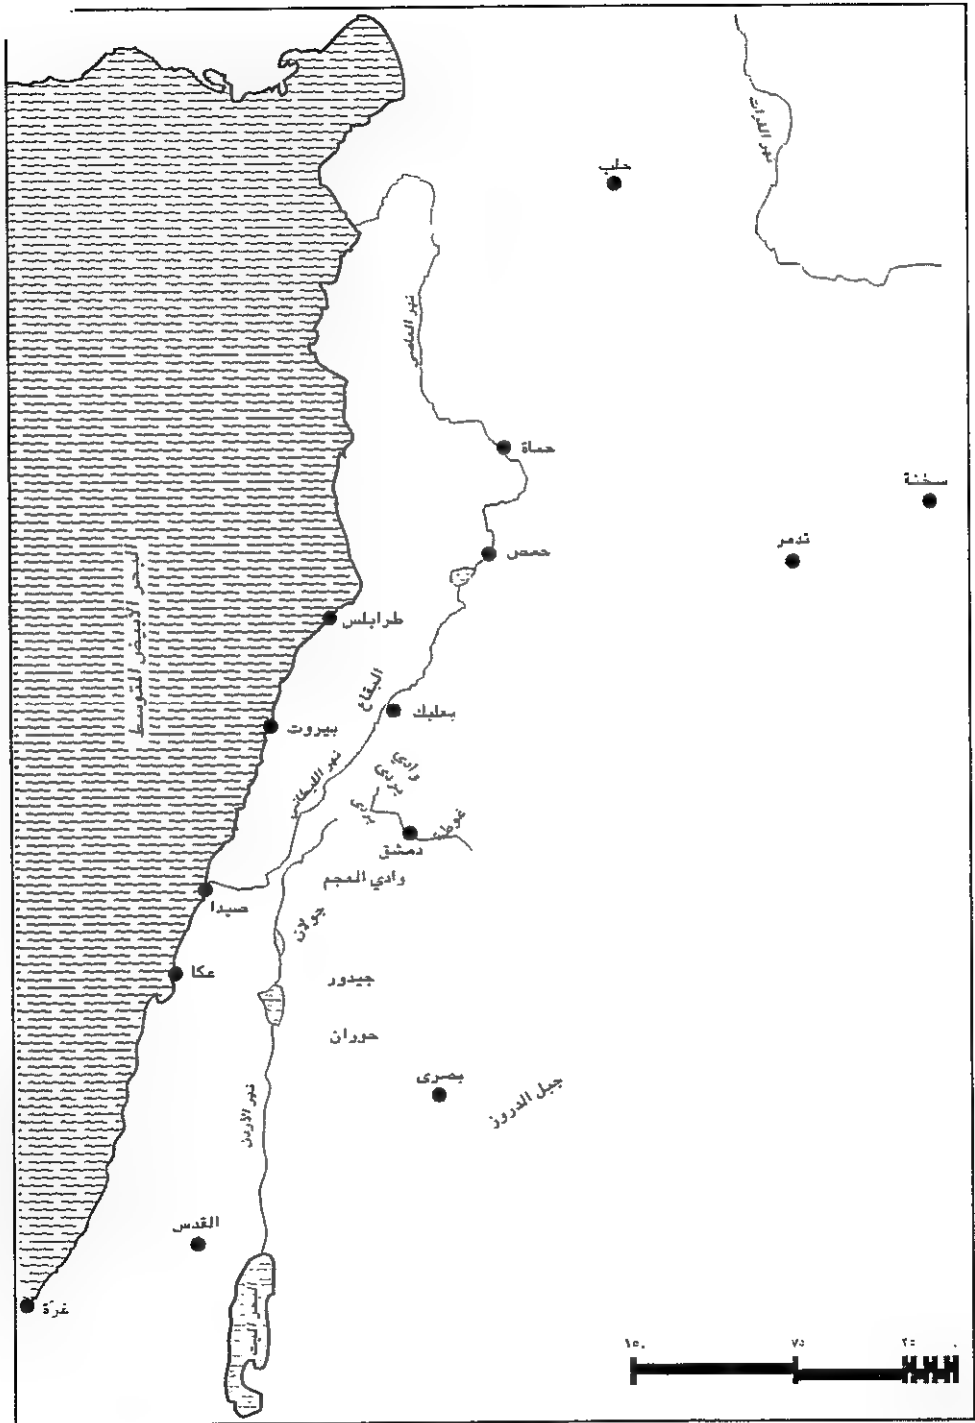 نهر الفرات
حلب
نهر العاصي
حماة
سخنة
تدمر
حمص
بحر الأبيض المتوسط
طرابلس
البقاع
بعلبك
بيروت
نهر الليطاني
وادي
بردى
بردى
غوطة
دمشق
وادي العجم
صيدا
جولان
عكا
جيدور
حوران
بصرى
جبل الدروز
نهر الأردن
القدس
البحر الميت
غزة
١٥٠ ٧٥ ٢٥ ٠